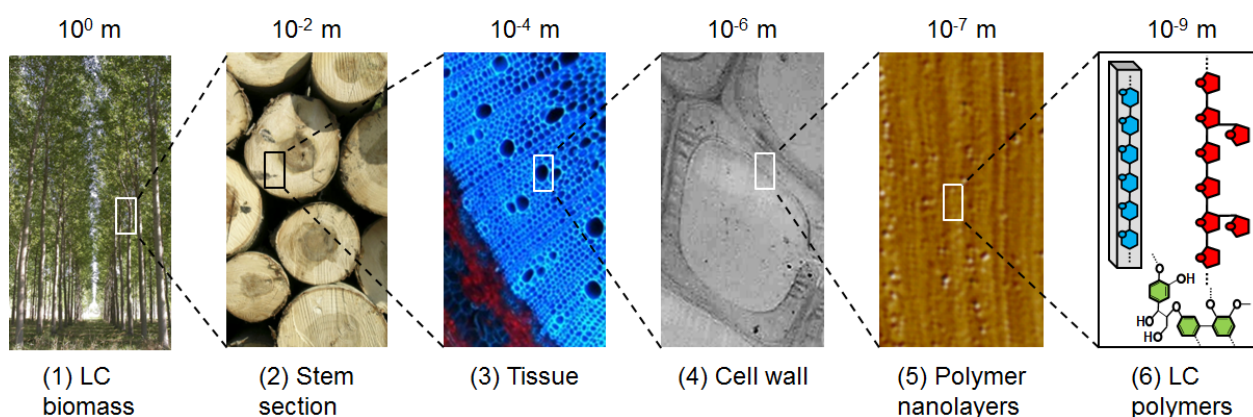 10⁰ m
10⁻² m
10⁻⁴ m
10⁻⁶ m
10⁻⁷ m
10⁻⁹ m
O
OH
HO
HO
O
O
O
(1) LC
biomass
(2) Stem
section
(3) Tissue
(4) Cell wall
(5) Polymer
nanolayers
(6) LC
polymers